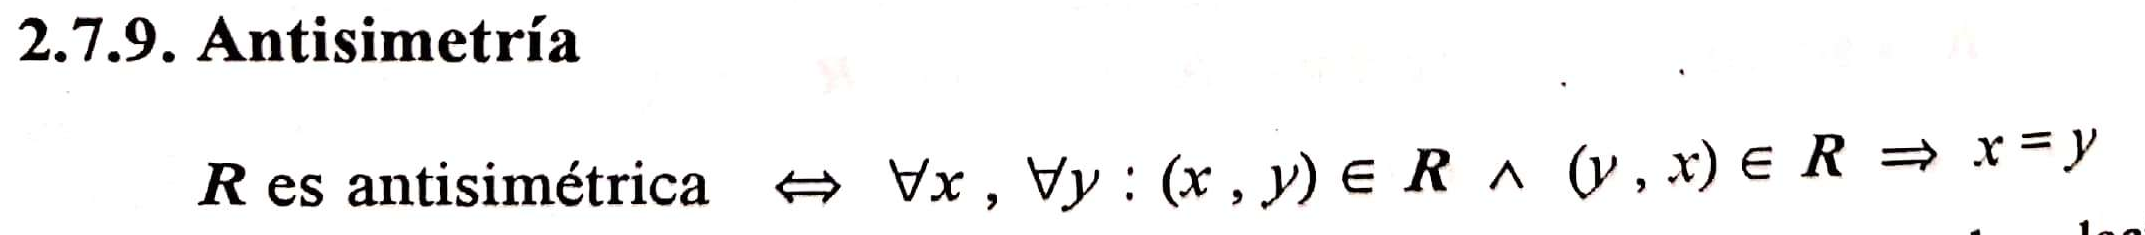 2.7.9. Antisimetría
R es antisimétrica ⇔ ∀x , ∀y : (x , y) ∈ R ∧ (y , x) ∈ R ⇒ x = y